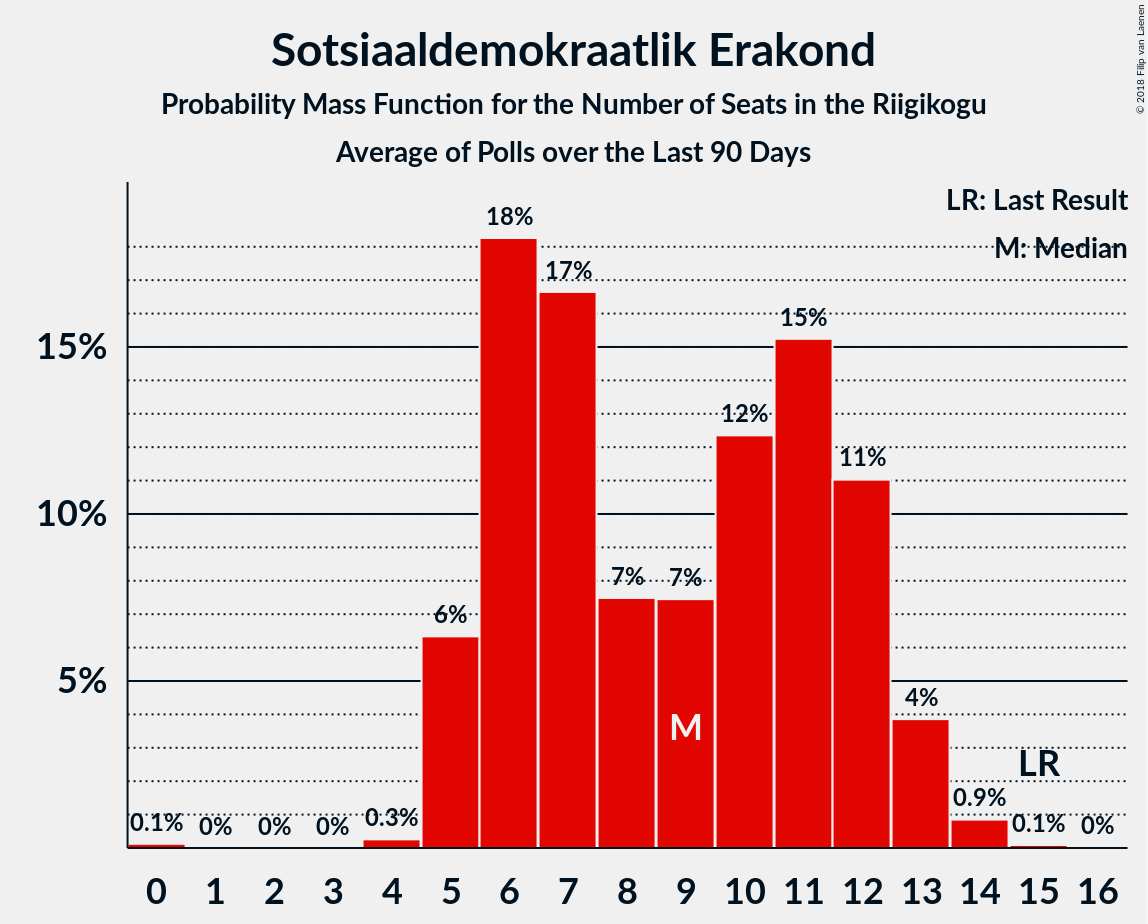 Sotsiaaldemokraatlik Erakond
Probability Mass Function for the Number of Seats in the Riigikogu
Average of Polls over the Last 90 Days
© 2018 Filip van Laenen
LR: Last Result
M: Median
18%
17%
15%
15%
12%
11%
10%
7%
7%
6%
5%
4%
M
LR
0.9%
0.3%
0.1%
0%
0%
0%
0.1%
0%
0 1 2 3 4 5 6 7 8 9 10 11 12 13 14 15 16